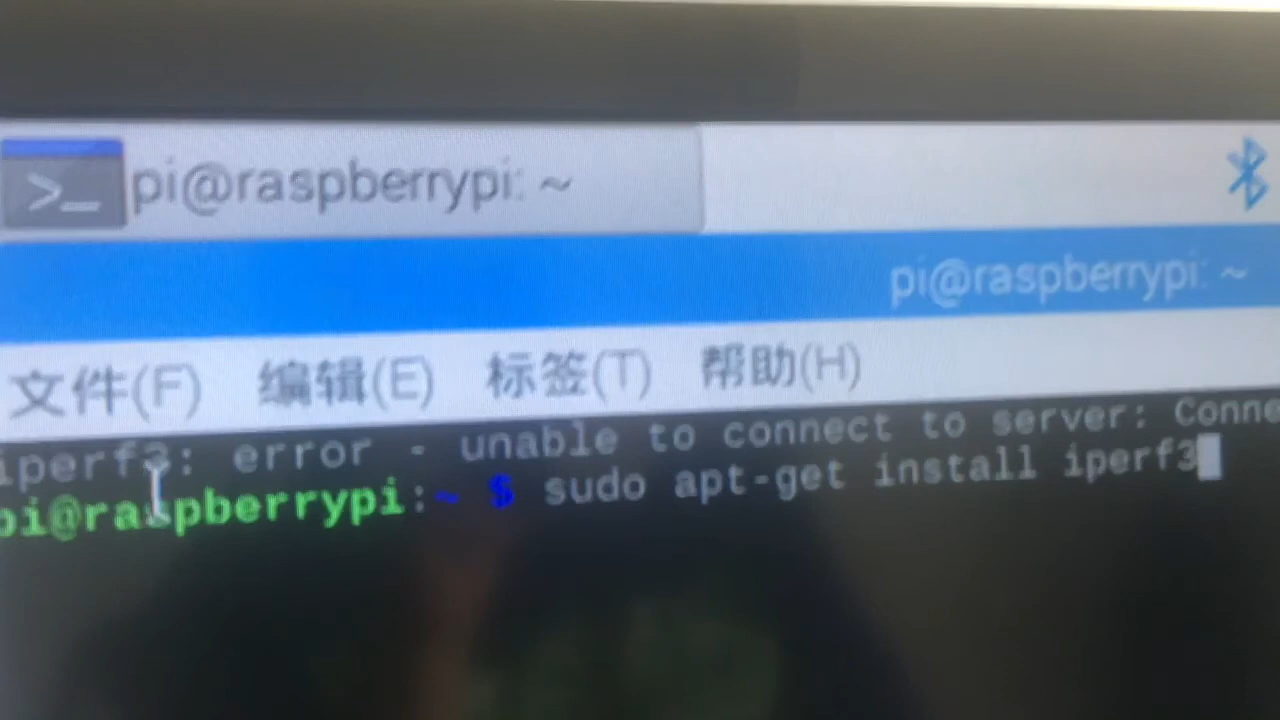 >_ pi@raspberrypi: ~
pi@raspberrypi: ~
文件(F) 编辑(E) 标签(T) 帮助(H)
iperf3: error - unable to connect to server: Conne
pi@raspberrypi:~ $ sudo apt-get install iperf3